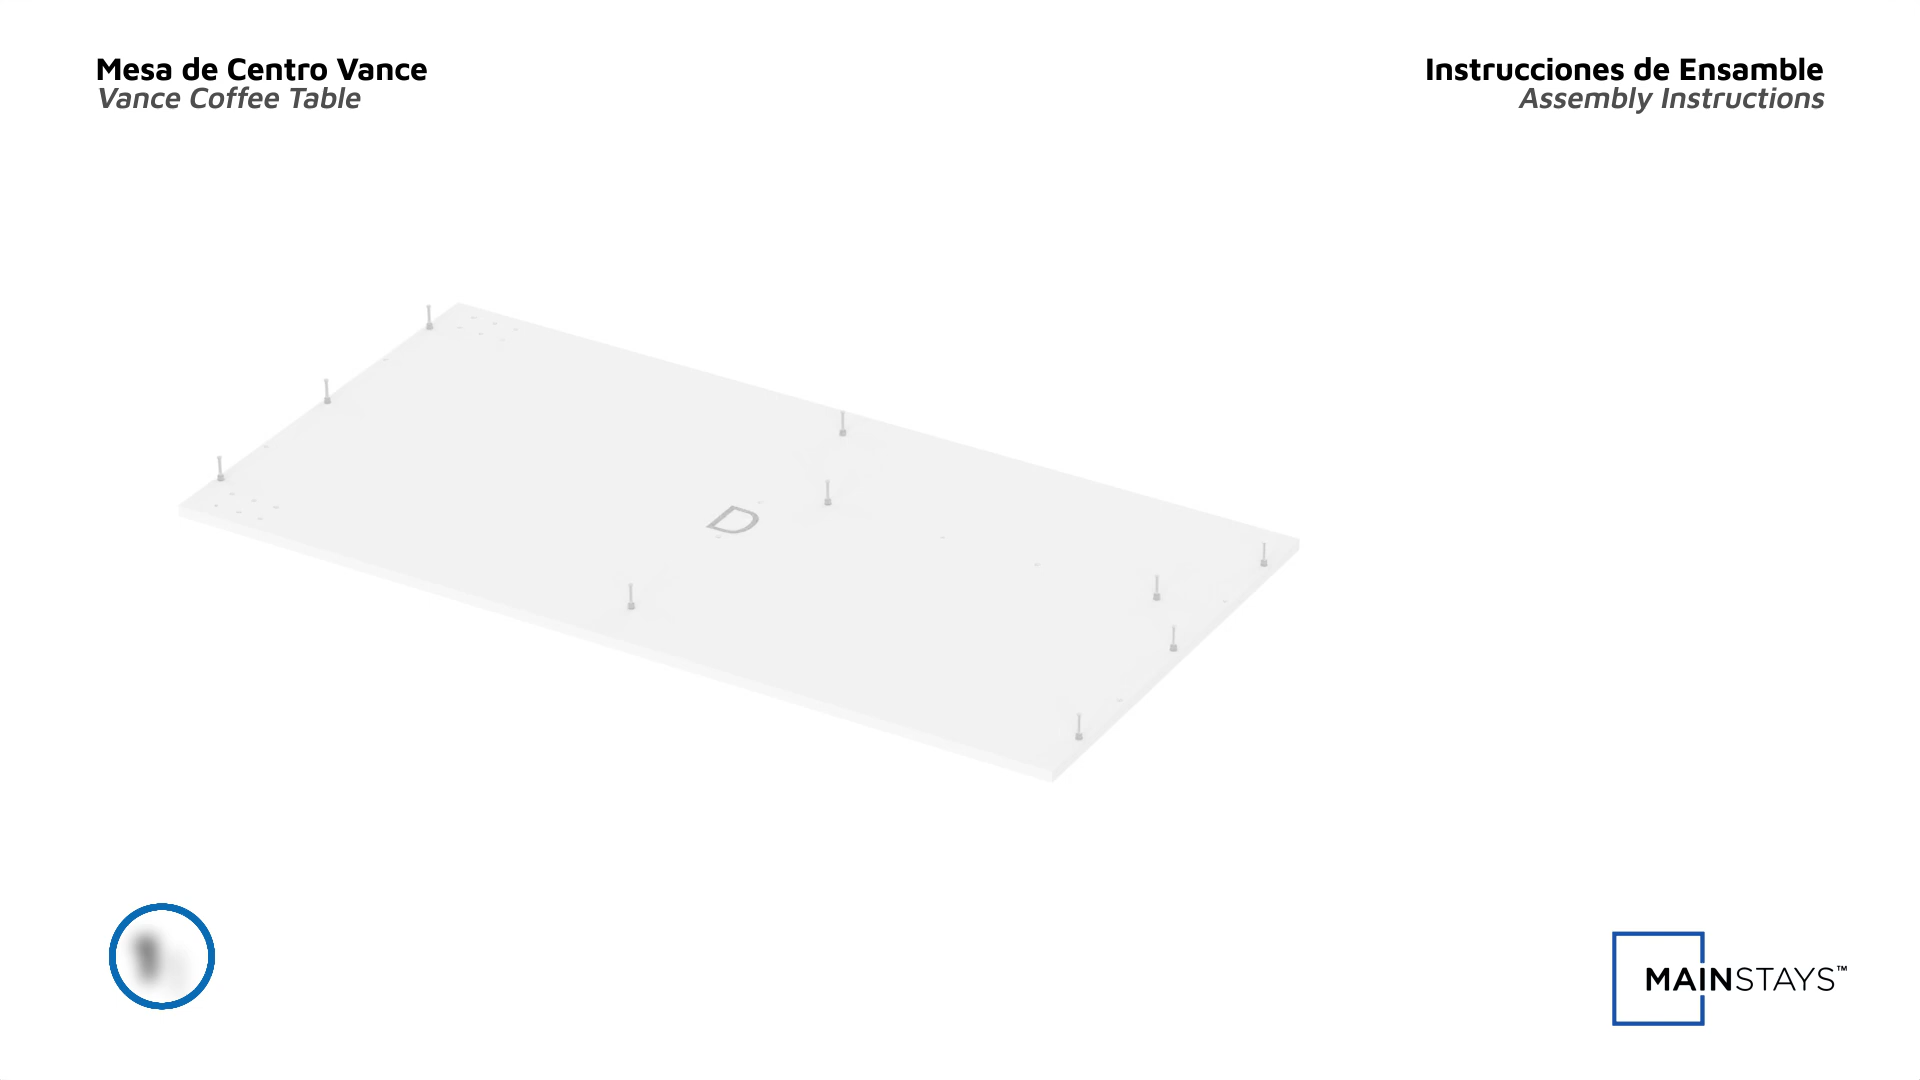 Mesa de Centro Vance
Vance Coffee Table
Instrucciones de Ensamble
Assembly Instructions
D
MAINSTAYS™